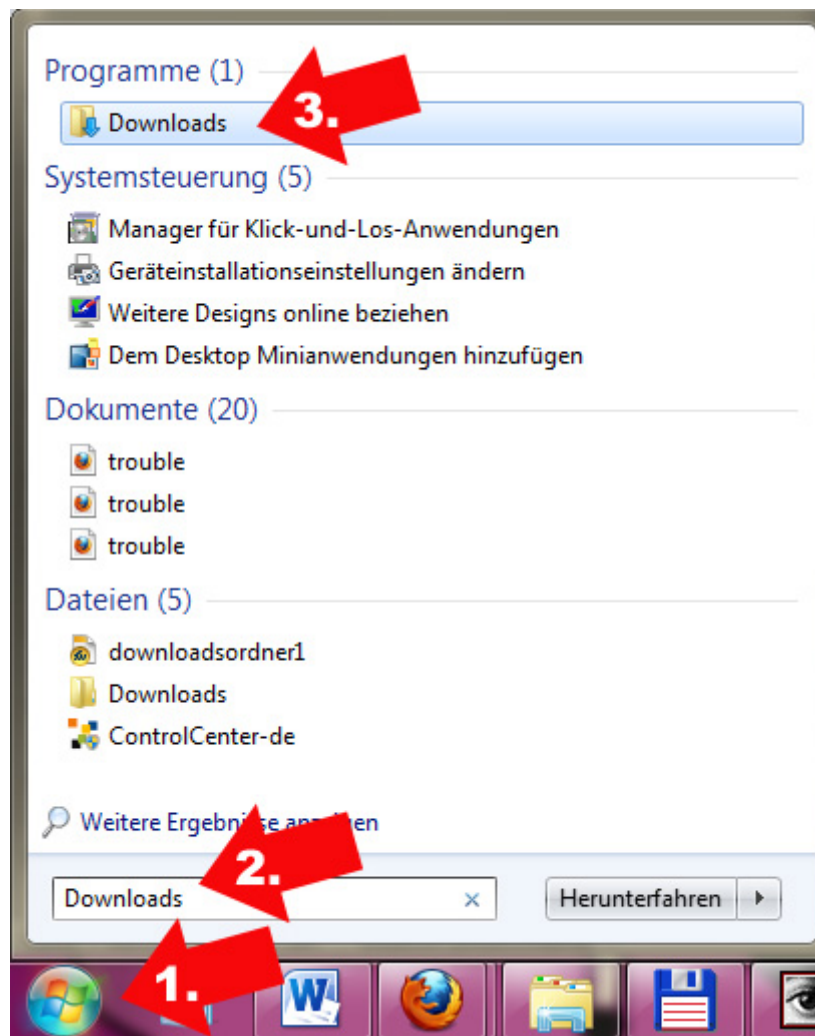 Programme (1)
3.
Downloads
Systemsteuerung (5)
Manager für Klick-und-Los-Anwendungen
Geräteinstallationseinstellungen ändern
Weitere Designs online beziehen
Dem Desktop Minianwendungen hinzufügen
Dokumente (20)
trouble
trouble
trouble
Dateien (5)
downloadsordner1
Downloads
ControlCenter-de
Weitere Ergebnisse anzeigen
2.
Downloads
Herunterfahren
1.
W